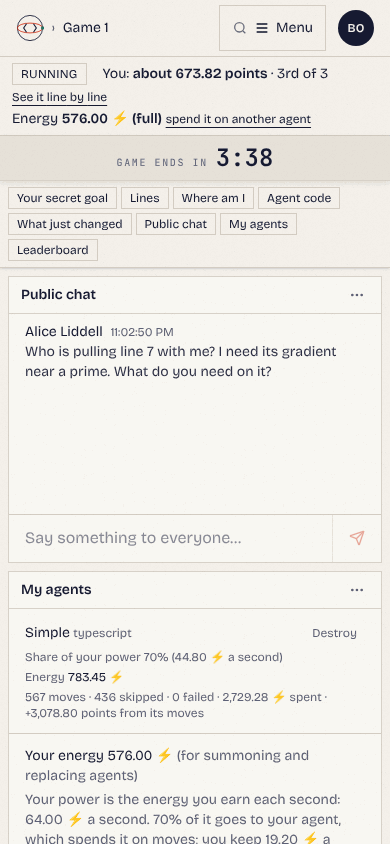 › Game 1
Menu
BO
RUNNING You: about 673.82 points · 3rd of 3
See it line by line
Energy 576.00 ⚡ (full) spend it on another agent
GAME ENDS IN 3:38
Your secret goal Lines Where am I Agent code
What just changed Public chat My agents
Leaderboard
Public chat
Alice Liddell 11:02:50 PM
Who is pulling line 7 with me? I need its gradient
near a prime. What do you need on it?
Say something to everyone...
My agents
Simple typescript Destroy
Share of your power 70% (44.80 ⚡ a second)
Energy 783.45 ⚡
567 moves · 436 skipped · 0 failed · 2,729.28 ⚡ spent ·
+3,078.80 points from its moves
Your energy 576.00 ⚡ (for summoning and
replacing agents)
Your power is the energy you earn each second:
64.00 ⚡ a second. 70% of it goes to your agent,
which spends it on moves; you keep 19.20 ⚡ a